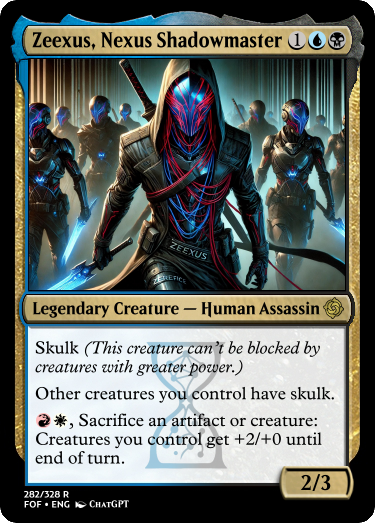 Zeexus, Nexus Shadowmaster 1
ZEEXUS
Legendary Creature — Human Assassin
Skulk (This creature can't be blocked by
creatures with greater power.)
Other creatures you control have skulk.
, Sacrifice an artifact or creature:
Creatures you control get +2/+0 until
end of turn.
2/3
282/328 R
FOF • ENG ChatGPT